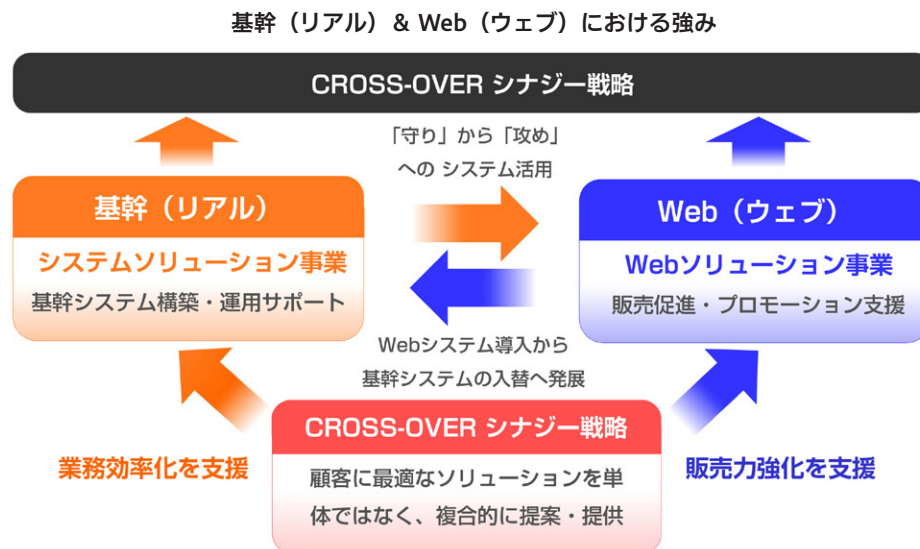 基幹（リアル）& Web（ウェブ）における強み
CROSS-OVER シナジー戦略
「守り」から「攻め」
への システム活用
基幹（リアル）
システムソリューション事業
基幹システム構築・運用サポート
Web（ウェブ）
Webソリューション事業
販売促進・プロモーション支援
Webシステム導入から
基幹システムの入替へ発展
CROSS-OVER シナジー戦略
顧客に最適なソリューションを単
体ではなく、複合的に提案・提供
業務効率化を支援
販売力強化を支援